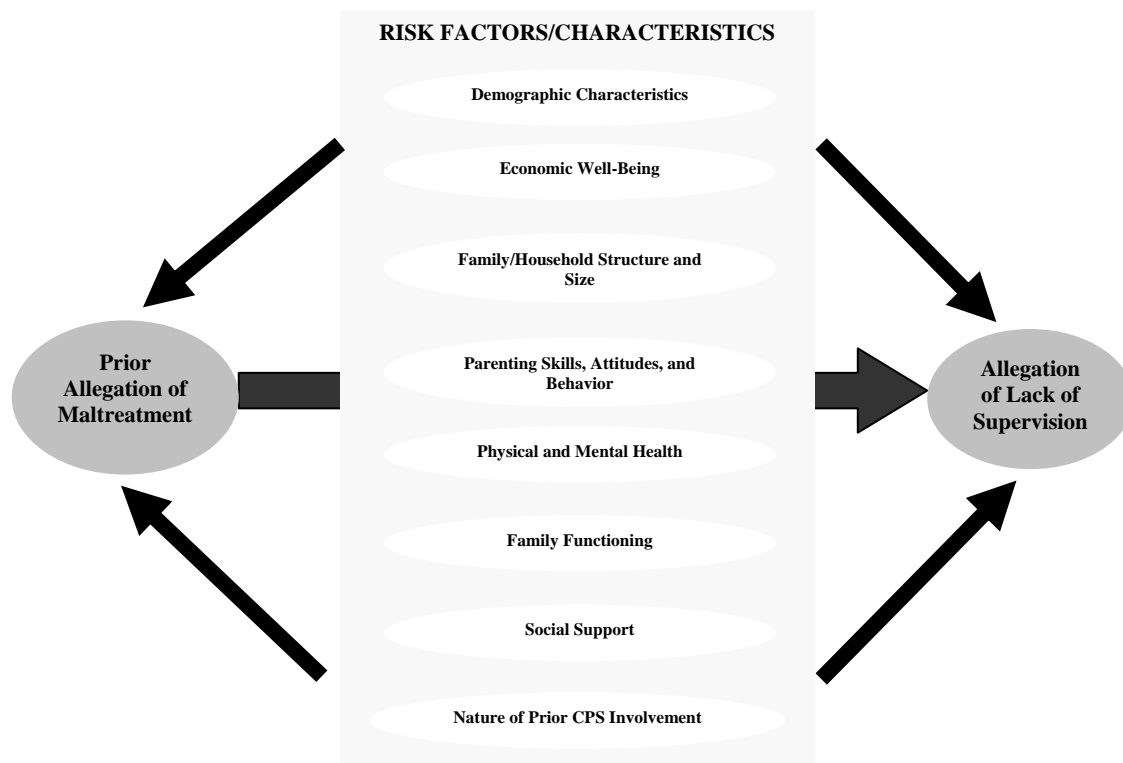 RISK FACTORS/CHARACTERISTICS
Demographic Characteristics
Economic Well-Being
Family/Household Structure and
Size
Prior
Allegation of
Maltreatment
Parenting Skills, Attitudes, and
Behavior
Allegation
of Lack of
Supervision
Physical and Mental Health
Family Functioning
Social Support
Nature of Prior CPS Involvement